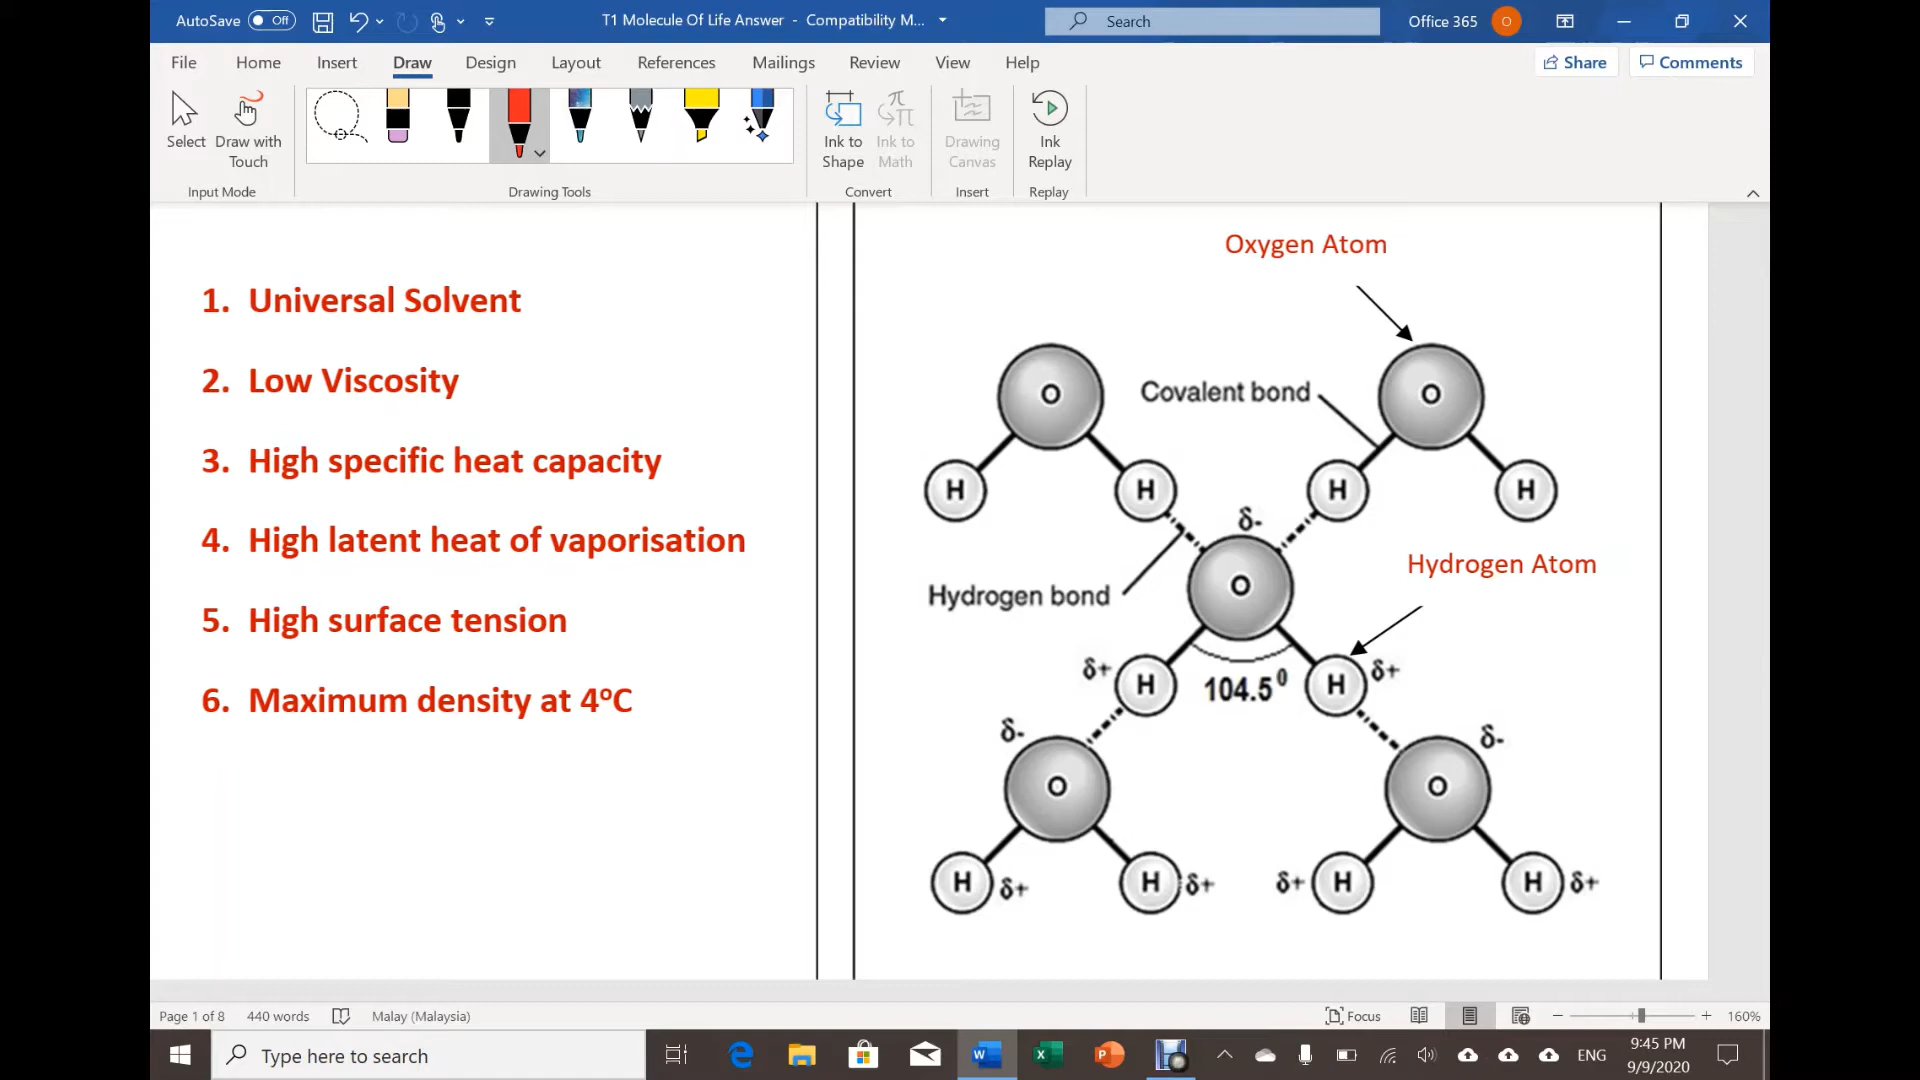 AutoSave Off
T1 Molecule Of Life Answer - Compatibility M...
Search
Office 365
O
File Home Insert Draw Design Layout References Mailings Review View Help
Share
Comments
Select
Draw with Touch
Ink to Shape
Ink to Math
Drawing Canvas
Ink Replay
Input Mode
Drawing Tools
Convert
Insert
Replay
1. Universal Solvent
2. Low Viscosity
3. High specific heat capacity
4. High latent heat of vaporisation
5. High surface tension
6. Maximum density at 4ºC
Oxygen Atom
O
Covalent bond
O
H
H
H
H
δ-
Hydrogen Atom
O
Hydrogen bond
δ+
H
104.5⁰
H
δ+
δ-
δ-
O
O
H
δ+
H
δ+
δ+
H
H
δ+
Page 1 of 8
440 words
Malay (Malaysia)
Focus
160%
Type here to search
ENG
9:45 PM
9/9/2020